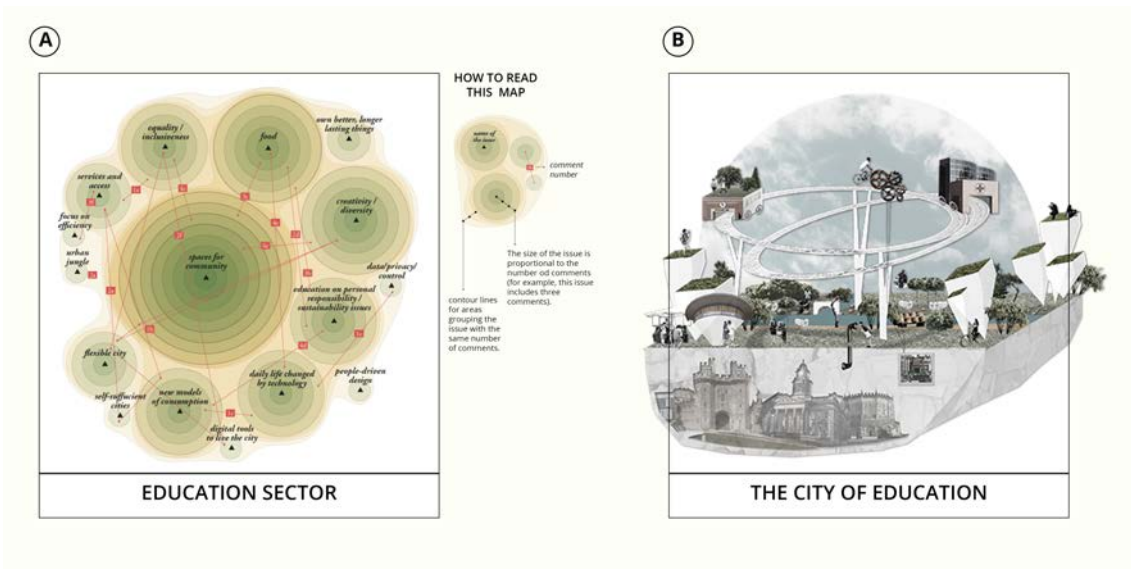 A
B
HOW TO READ
THIS MAP
equality /
inclusiveness
food
own better, longer
lasting things
services and
access
creativity /
diversity
focus on
efficiency
urban
jungle
spaces for
community
data/privacy/
control
education on personal
responsibility /
sustainability issues
flexible city
daily life changed
by technology
people-driven
design
self-suffucient
cities
new models
of consumption
digital tools
to live the city
name of
the issue
comment
number
The size of the issue is
proportional to the
number od comments
(for example, this issue
includes three
comments).
contour lines
for areas
grouping the
issue with the
same number
of comments.
EDUCATION SECTOR
THE CITY OF EDUCATION